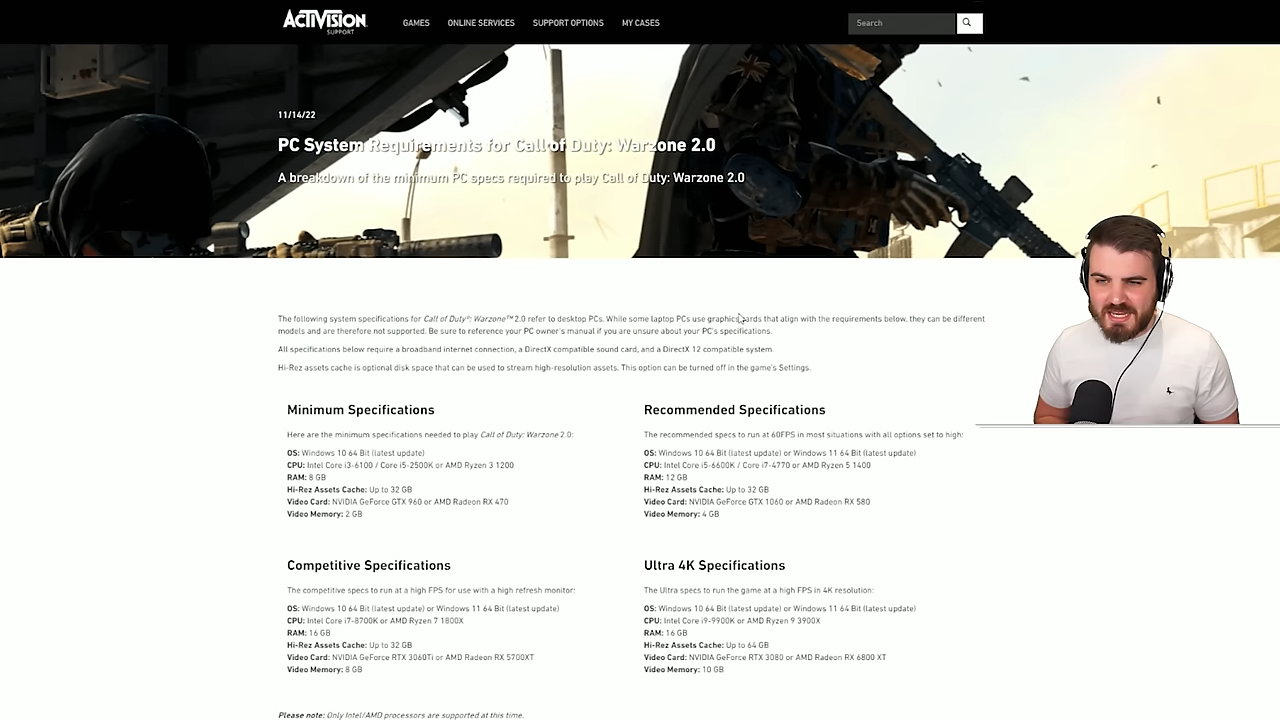 ACTIVISION
SUPPORT
GAMES ONLINE SERVICES SUPPORT OPTIONS MY CASES
Search
11/14/22
PC System Requirements for Call of Duty: Warzone 2.0
A breakdown of the minimum PC specs required to play Call of Duty: Warzone 2.0
The following system specifications for Call of Duty®: Warzone™ 2.0 refer to desktop PCs. While some laptop PCs use graphics cards that align with the requirements below, they can be different
models and are therefore not supported. Be sure to reference your PC owner's manual if you are unsure about your PC's specifications.
All specifications below require a broadband internet connection, a DirectX compatible sound card, and a DirectX 12 compatible system.
Hi-Rez assets cache is optional disk space that can be used to stream high-resolution assets. This option can be turned off in the game's Settings.
Minimum Specifications
Here are the minimum specifications needed to play Call of Duty: Warzone 2.0:
OS: Windows 10 64 Bit (latest update)
CPU: Intel Core i3-6100 / Core i5-2500K or AMD Ryzen 3 1200
RAM: 8 GB
Hi-Rez Assets Cache: Up to 32 GB
Video Card: NVIDIA GeForce GTX 960 or AMD Radeon RX 470
Video Memory: 2 GB
Recommended Specifications
The recommended specs to run at 60FPS in most situations with all options set to high:
OS: Windows 10 64 Bit (latest update) or Windows 11 64 Bit (latest update)
CPU: Intel Core i5-6600K / Core i7-4770 or AMD Ryzen 5 1400
RAM: 12 GB
Hi-Rez Assets Cache: Up to 32 GB
Video Card: NVIDIA GeForce GTX 1060 or AMD Radeon RX 580
Video Memory: 4 GB
Competitive Specifications
The competitive specs to run at a high FPS for use with a high refresh monitor:
OS: Windows 10 64 Bit (latest update) or Windows 11 64 Bit (latest update)
CPU: Intel Core i7-8700K or AMD Ryzen 7 1800X
RAM: 16 GB
Hi-Rez Assets Cache: Up to 32 GB
Video Card: NVIDIA GeForce RTX 3060Ti or AMD Radeon RX 5700XT
Video Memory: 8 GB
Ultra 4K Specifications
The Ultra specs to run the game at a high FPS in 4K resolution:
OS: Windows 10 64 Bit (latest update) or Windows 11 64 Bit (latest update)
CPU: Intel Core i9-9900K or AMD Ryzen 9 3900X
RAM: 16 GB
Hi-Rez Assets Cache: Up to 64 GB
Video Card: NVIDIA GeForce RTX 3080 or AMD Radeon RX 6800 XT
Video Memory: 10 GB
Please note: Only Intel/AMD processors are supported at this time.